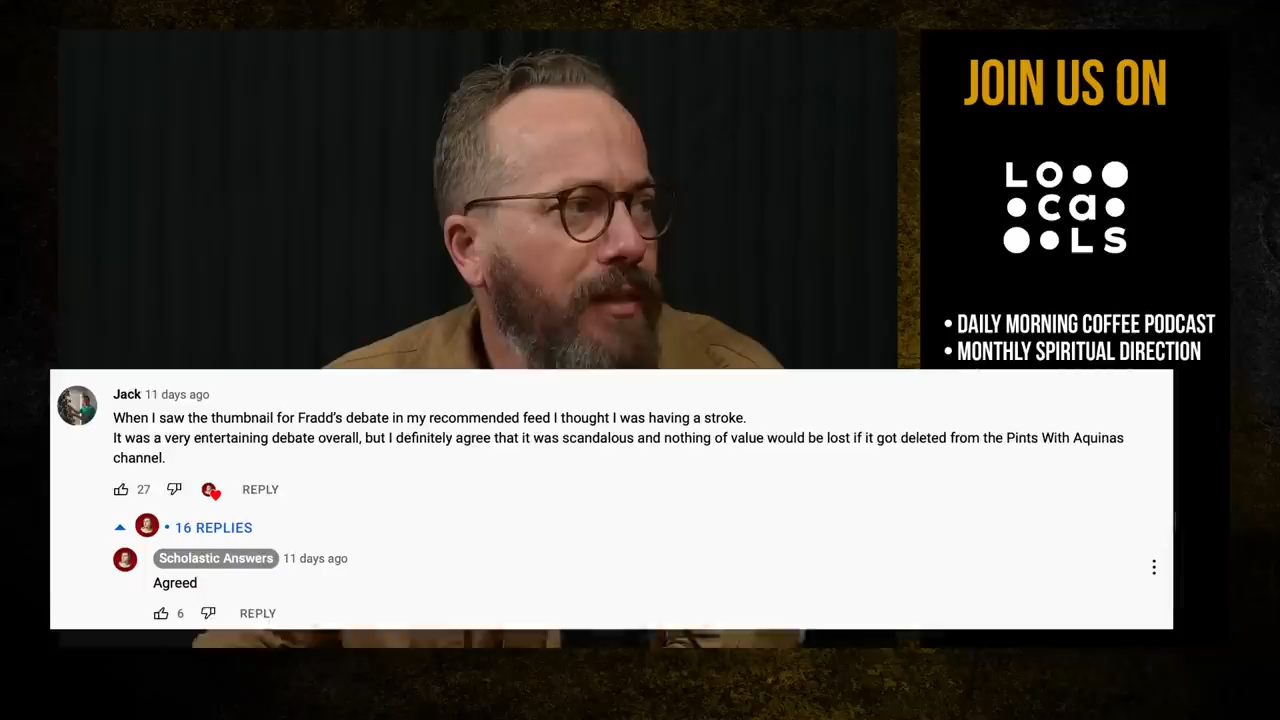 JOIN US ON
LO
ca
LS
• DAILY MORNING COFFEE PODCAST
• MONTHLY SPIRITUAL DIRECTION
Jack 11 days ago
When I saw the thumbnail for Fradd's debate in my recommended feed I thought I was having a stroke.
It was a very entertaining debate overall, but I definitely agree that it was scandalous and nothing of value would be lost if it got deleted from the Pints With Aquinas
channel.
27 REPLY
• 16 REPLIES
Scholastic Answers 11 days ago
Agreed
6 REPLY